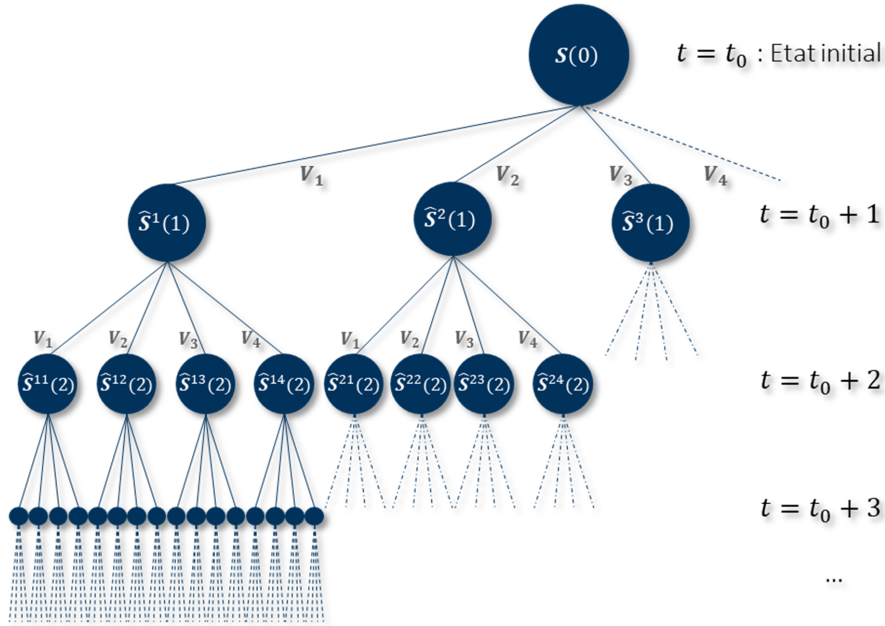 S(0)
t = t₀ : Etat initial
V₁
V₂
V₃
V₄
Ŝ¹(1)
Ŝ²(1)
Ŝ³(1)
t = t₀ + 1
V₁
V₂
V₃
V₄
V₁
V₂
V₃
V₄
Ŝ¹¹(2)
Ŝ¹²(2)
Ŝ¹³(2)
Ŝ¹⁴(2)
Ŝ²¹(2)
Ŝ²²(2)
Ŝ²³(2)
Ŝ²⁴(2)
t = t₀ + 2
t = t₀ + 3
...